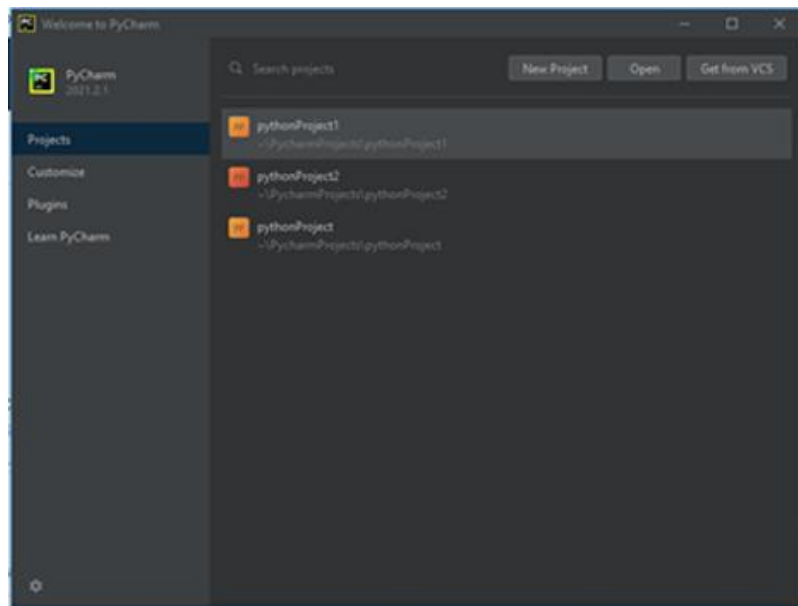 Welcome to PyCharm
PyCharm
2021.2.1
Projects
Customize
Plugins
Learn PyCharm
Search projects
New Project
Open
Get from VCS
pythonProject1
~\PycharmProjects\pythonProject1
pythonProject2
~\PycharmProjects\pythonProject2
pythonProject
~\PycharmProjects\pythonProject